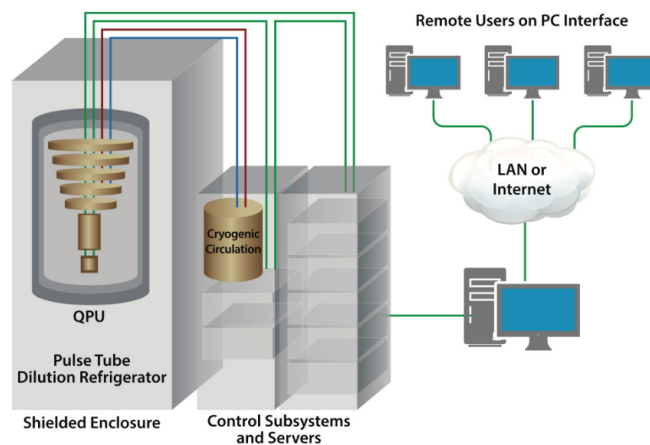 Remote Users on PC Interface
LAN or
Internet
Cryogenic
Circulation
QPU
Pulse Tube
Dilution Refrigerator
Shielded Enclosure
Control Subsystems
and Servers